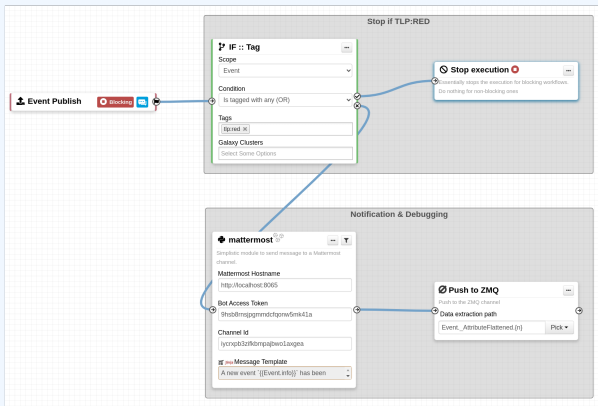 Stop if TLP:RED
IF :: Tag
Scope
Event
Condition
Is tagged with any (OR)
Tags
tlp:red
Galaxy Clusters
Select Some Options
Stop execution
Essentially stops the execution for blocking workflows.
Do nothing for non-blocking ones
Event Publish
Blocking
Notification & Debugging
mattermost
Simplistic module to send message to a Mattermost
channel.
Mattermost Hostname
http://localhost:8065
Bot Access Token
Channel Id
Message Template
A new event `{{Event.info}}` has been
Push to ZMQ
Push to the ZMQ channel
Data extraction path
Event._AttributeFlattened.{n}
Pick